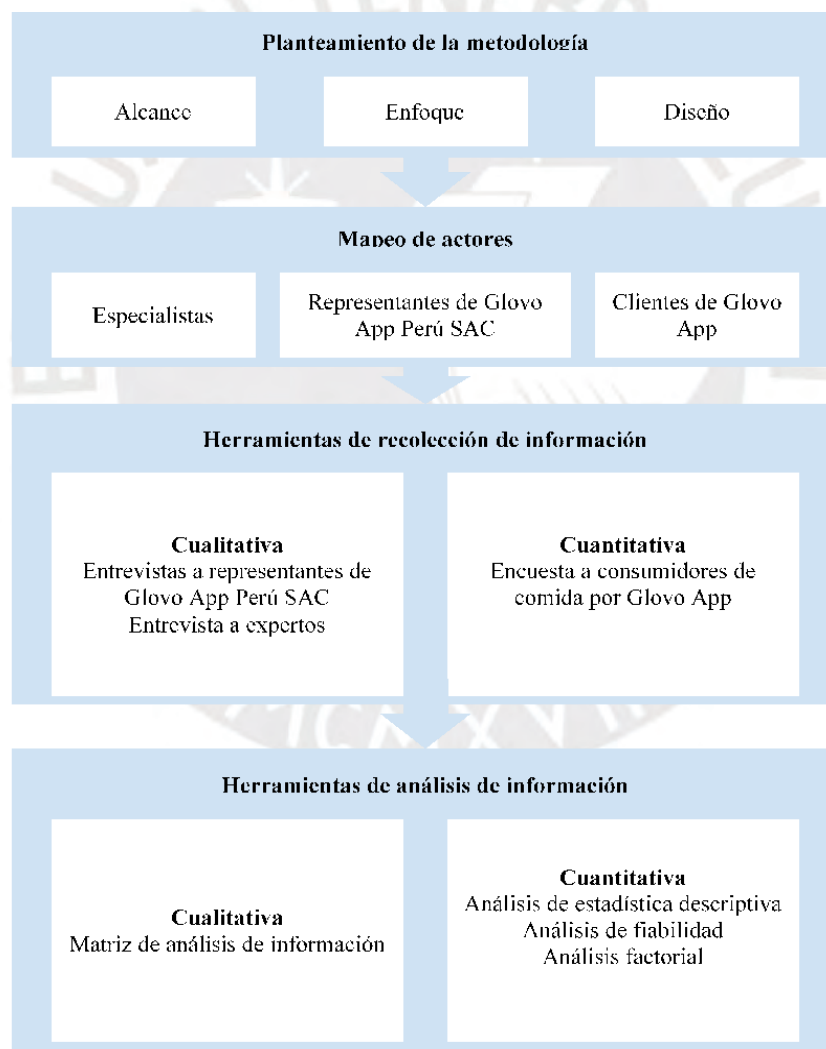 Planteamiento de la metodología
Alcance
Enfoque
Diseño
Mapeo de actores
Especialistas
Representantes de Glovo
App Perú SAC
Clientes de Glovo
App
Herramientas de recolección de información
Cualitativa
Entrevistas a representantes de
Glovo App Perú SAC
Entrevista a expertos
Cuantitativa
Encuesta a consumidores de
comida por Glovo App
Herramientas de análisis de información
Cualitativa
Matriz de análisis de información
Cuantitativa
Análisis de estadística descriptiva
Análisis de fiabilidad
Análisis factorial